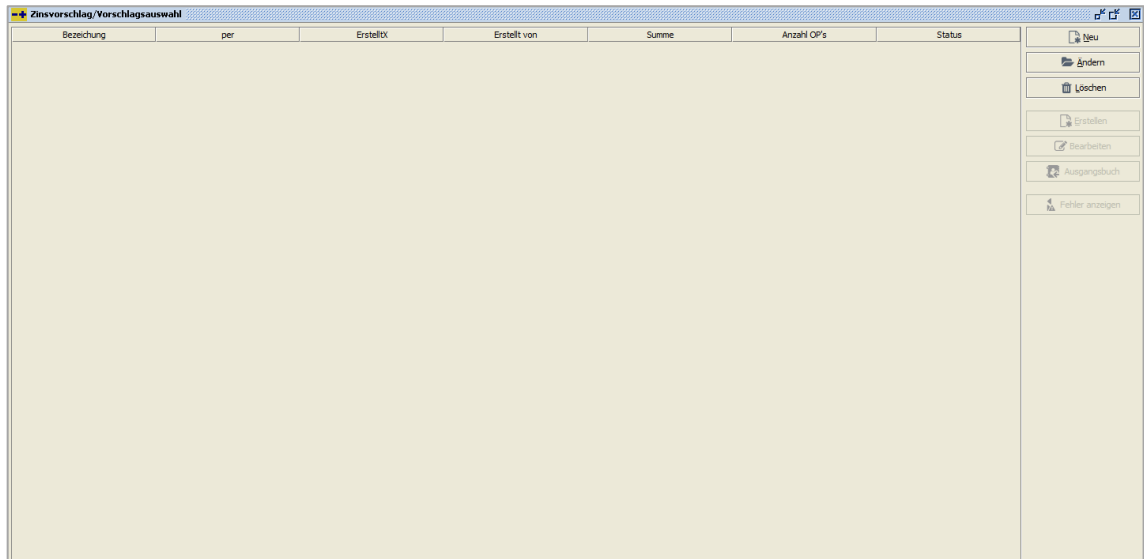 Zinsvorschlag/Vorschlagsauswahl
Bezeichung per ErstelltX Erstellt von Summe Anzahl OP's Status
Neu
Ändern
Löschen
Erstellen
Bearbeiten
Ausgangsbuch
Fehler anzeigen